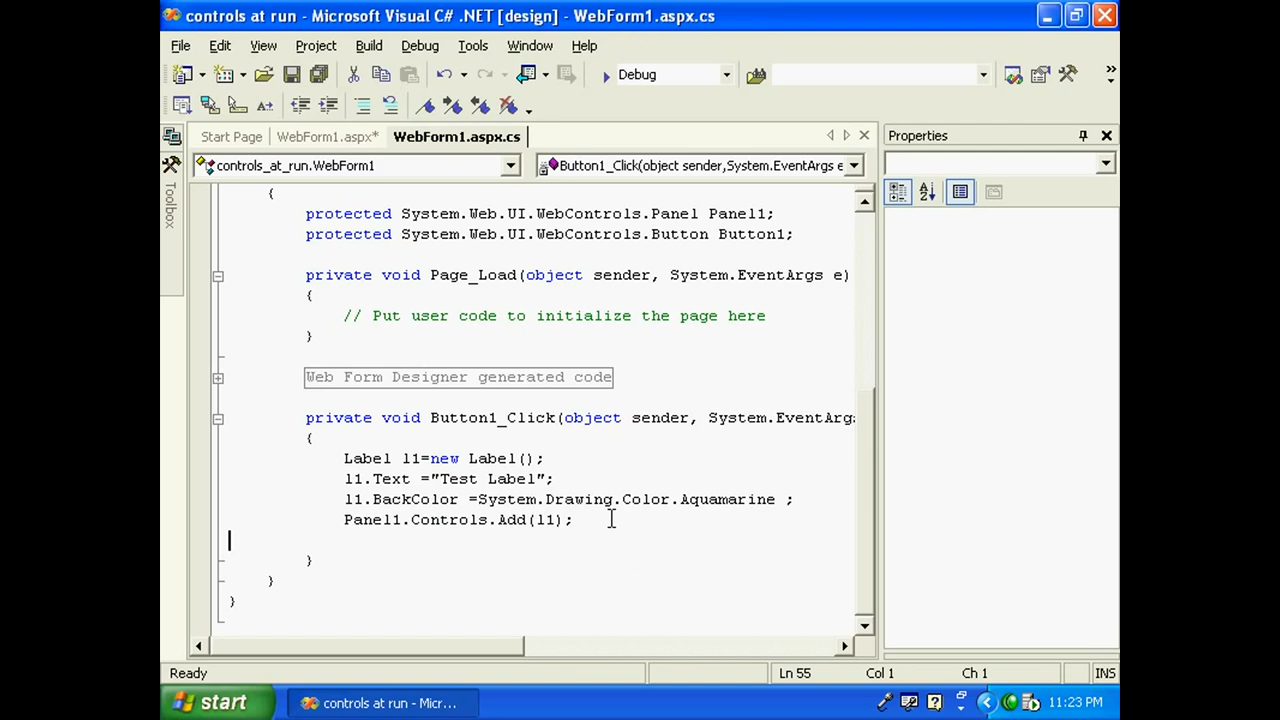 controls at run - Microsoft Visual C# .NET [design] - WebForm1.aspx.cs
File Edit View Project Build Debug Tools Window Help
Debug
Start Page WebForm1.aspx* WebForm1.aspx.cs
Properties
controls_at_run.WebForm1 Button1_Click(object sender,System.EventArgs e
Toolbox
{
protected System.Web.UI.WebControls.Panel Panel1;
protected System.Web.UI.WebControls.Button Button1;
private void Page_Load(object sender, System.EventArgs e)
{
// Put user code to initialize the page here
}
Web Form Designer generated code
private void Button1_Click(object sender, System.EventArgs
{
Label l1=new Label();
l1.Text ="Test Label";
l1.BackColor =System.Drawing.Color.Aquamarine ;
Panel1.Controls.Add(l1);
}
}
}
Ready Ln 55 Col 1 Ch 1 INS
start controls at run - Micr... 11:23 PM